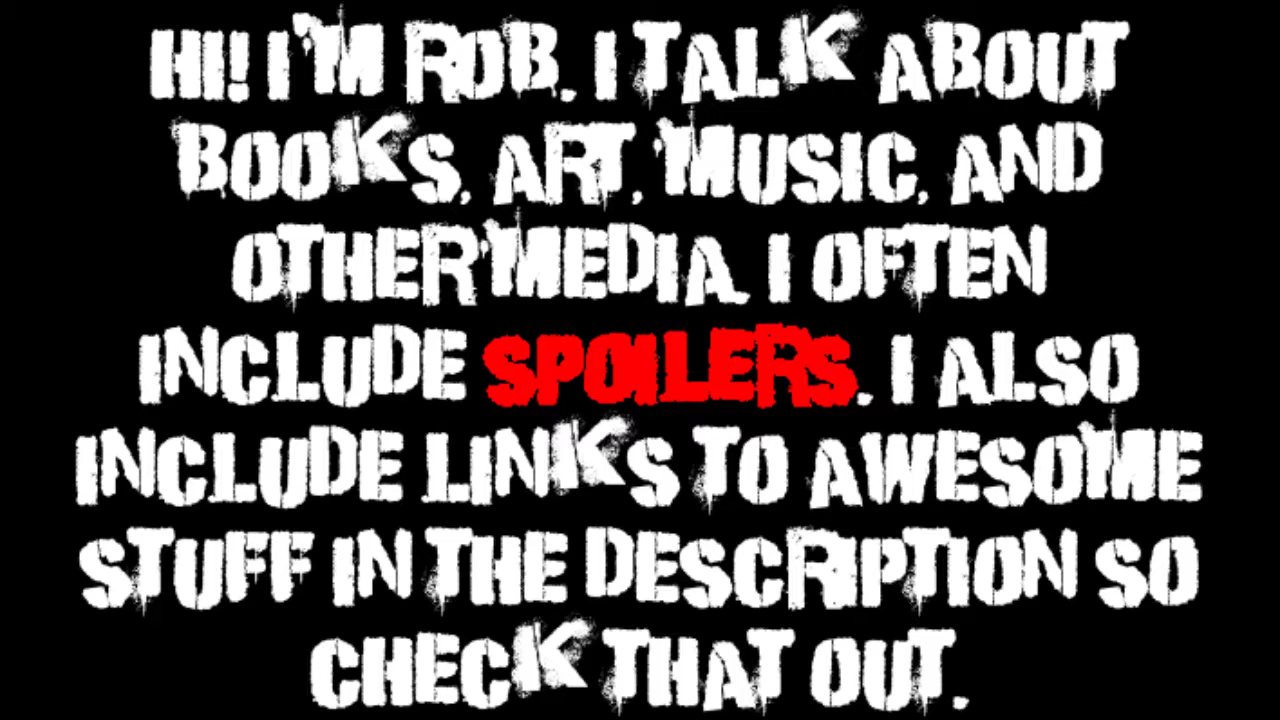 HI! I'M ROB. I TALK ABOUT
BOOKS, ART, MUSIC, AND
OTHER MEDIA. I OFTEN
INCLUDE SPOILERS. I ALSO
INCLUDE LINKS TO AWESOME
STUFF IN THE DESCRIPTION SO
CHECK THAT OUT.